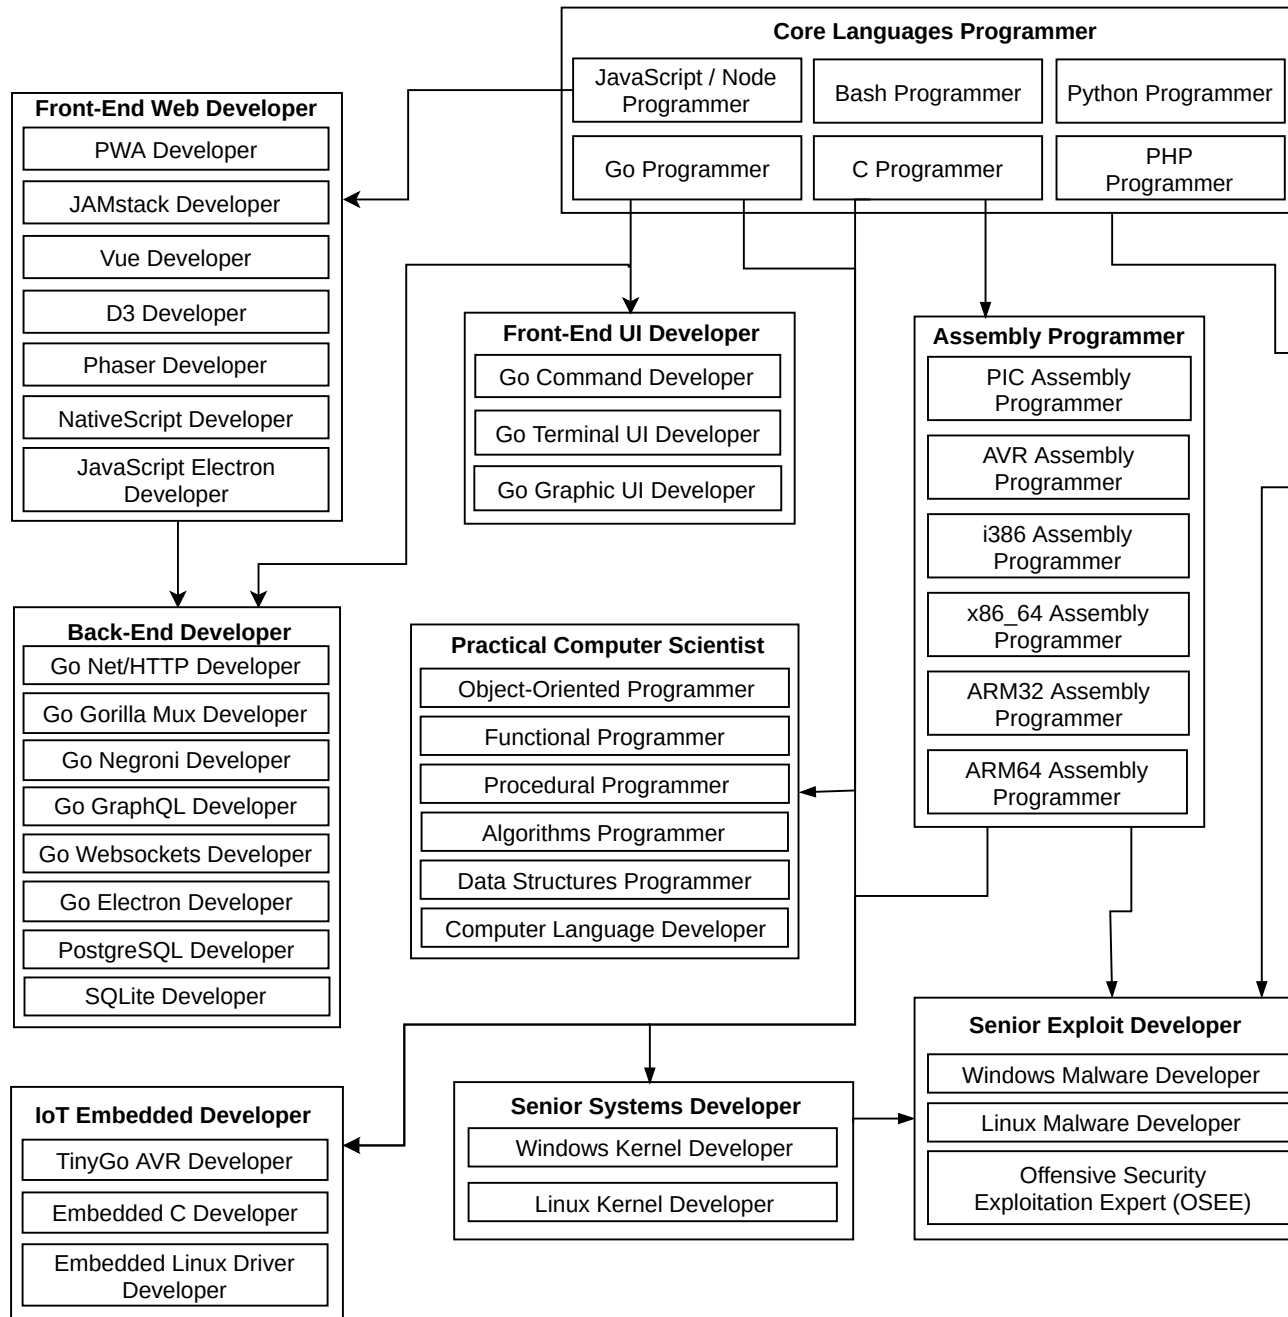 Core Languages Programmer
JavaScript / Node
Programmer
Bash Programmer
Python Programmer
Go Programmer
C Programmer
PHP
Programmer
Front-End Web Developer
PWA Developer
JAMstack Developer
Vue Developer
D3 Developer
Phaser Developer
NativeScript Developer
JavaScript Electron
Developer
Front-End UI Developer
Go Command Developer
Go Terminal UI Developer
Go Graphic UI Developer
Assembly Programmer
PIC Assembly
Programmer
AVR Assembly
Programmer
i386 Assembly
Programmer
x86_64 Assembly
Programmer
ARM32 Assembly
Programmer
ARM64 Assembly
Programmer
Back-End Developer
Go Net/HTTP Developer
Go Gorilla Mux Developer
Go Negroni Developer
Go GraphQL Developer
Go Websockets Developer
Go Electron Developer
PostgreSQL Developer
SQLite Developer
Practical Computer Scientist
Object-Oriented Programmer
Functional Programmer
Procedural Programmer
Algorithms Programmer
Data Structures Programmer
Computer Language Developer
IoT Embedded Developer
TinyGo AVR Developer
Embedded C Developer
Embedded Linux Driver
Developer
Senior Systems Developer
Windows Kernel Developer
Linux Kernel Developer
Senior Exploit Developer
Windows Malware Developer
Linux Malware Developer
Offensive Security
Exploitation Expert (OSEE)